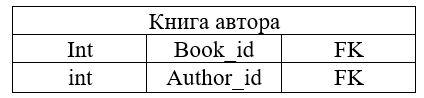 Книга автора
Int Book_id FK
int Author_id FK